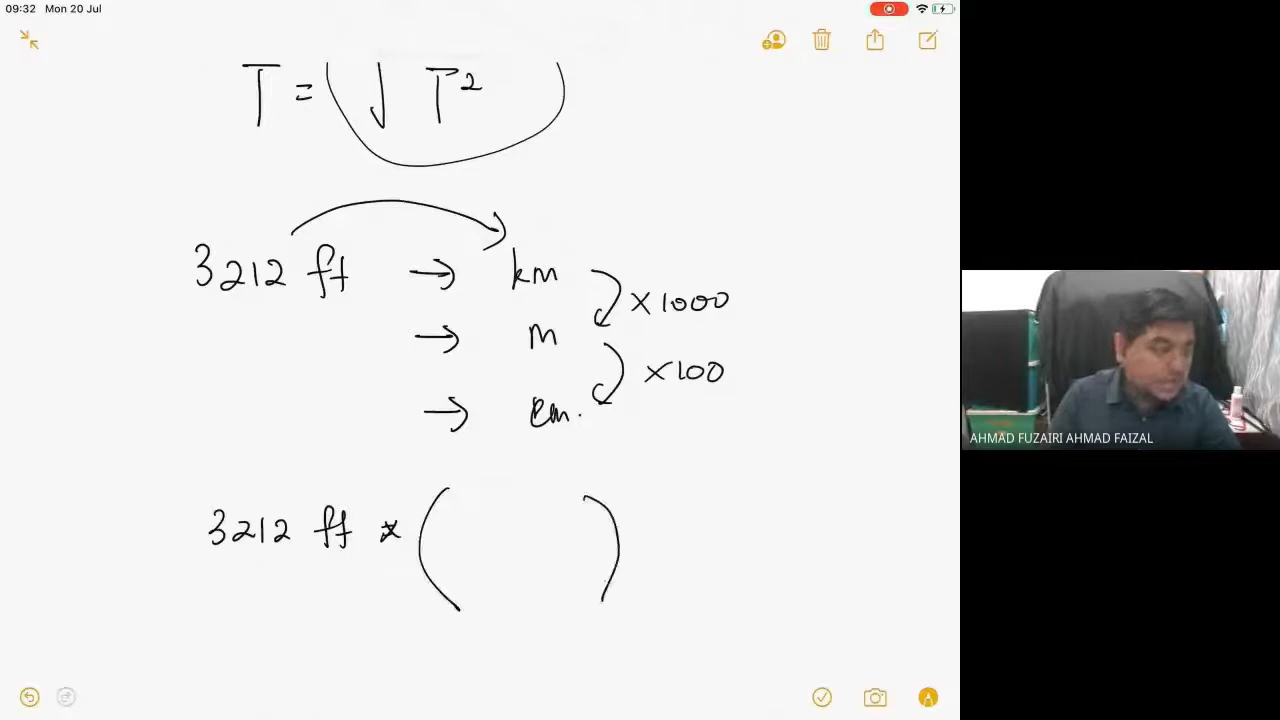 09:32 Mon 20 Jul
T = √ T²
3212 ft → km
×1000
→ m
×100
→ cm.
3212 ft * ( )
AHMAD FUZAIRI AHMAD FAIZAL